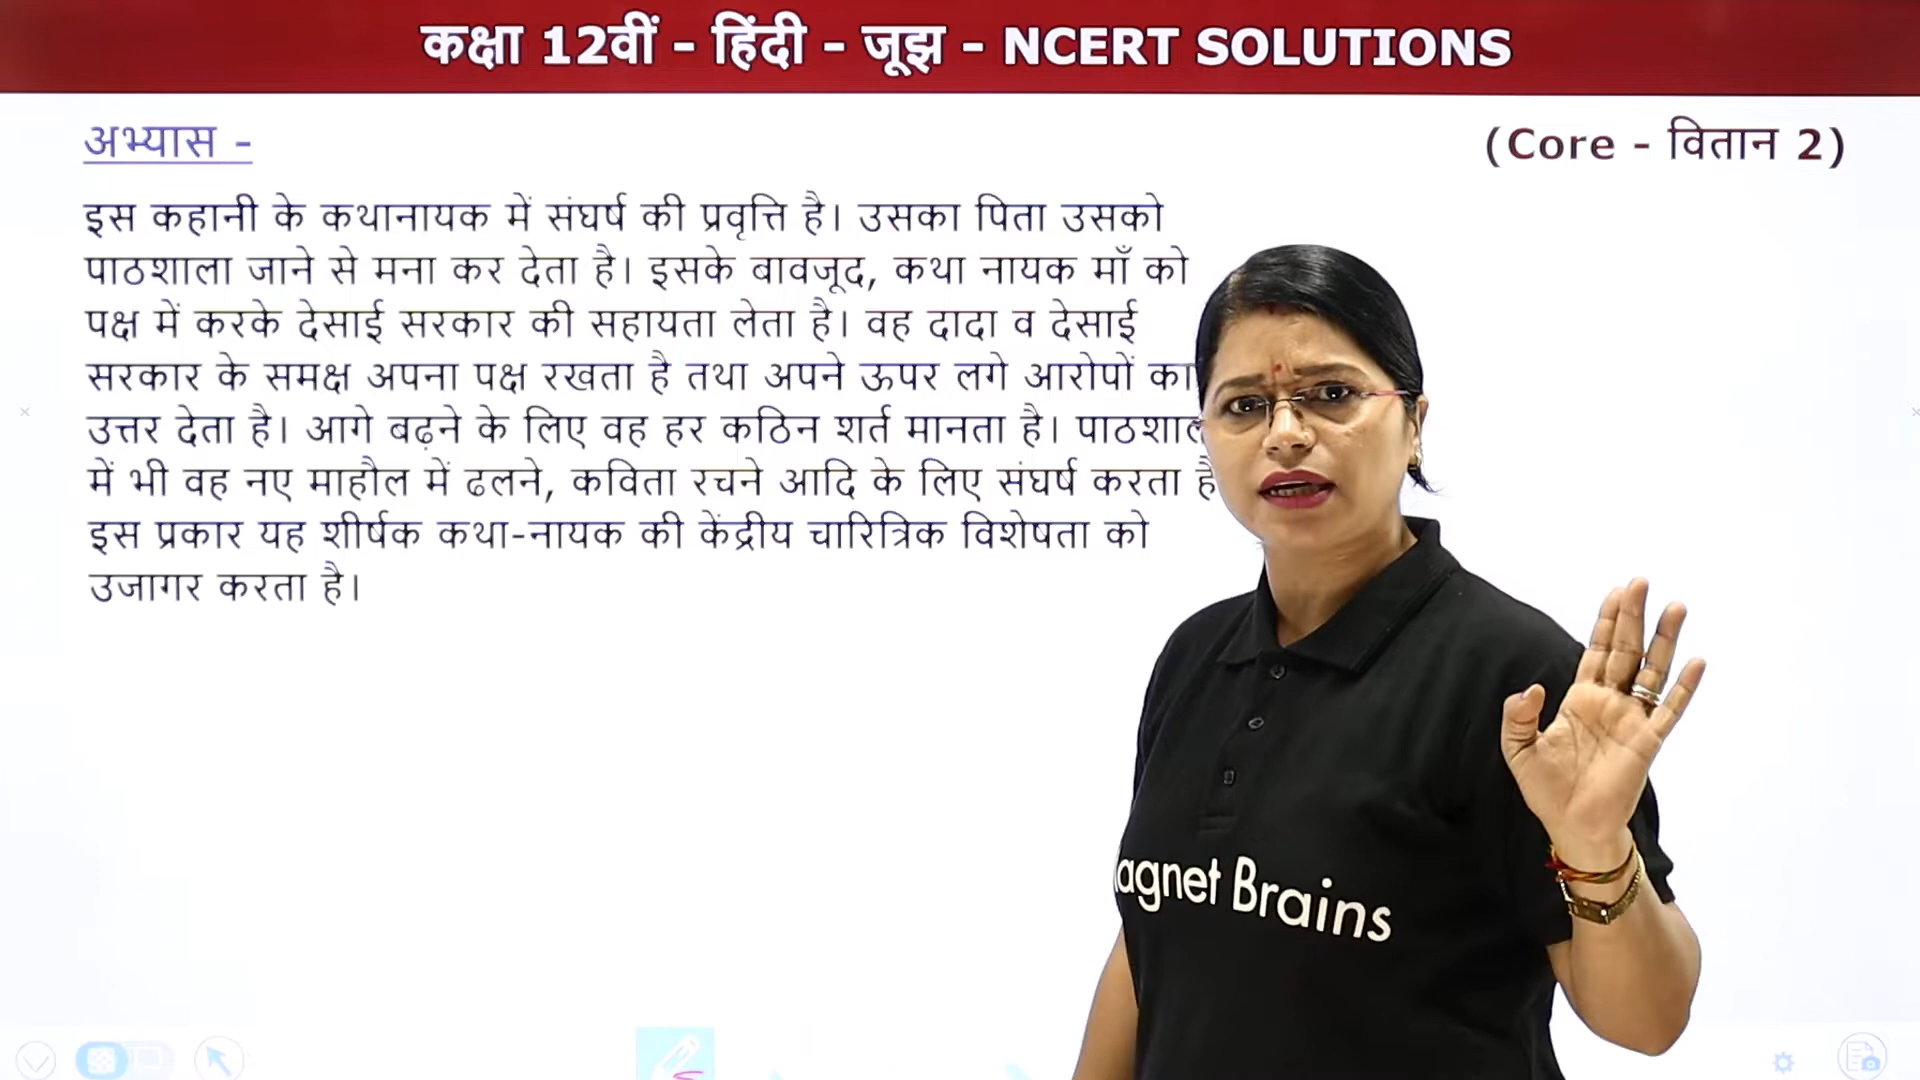 कक्षा 12वीं - हिंदी - जूझ - NCERT SOLUTIONS
अभ्यास -
(Core - वितान 2)
इस कहानी के कथानायक में संघर्ष की प्रवृत्ति है। उसका पिता उसको
पाठशाला जाने से मना कर देता है। इसके बावजूद, कथा नायक माँ को
पक्ष में करके देसाई सरकार की सहायता लेता है। वह दादा व देसाई
सरकार के समक्ष अपना पक्ष रखता है तथा अपने ऊपर लगे आरोपों का
उत्तर देता है। आगे बढ़ने के लिए वह हर कठिन शर्त मानता है।
में भी वह नए माहौल में ढलने, कविता रचने आदि के लिए संघर्ष करता है
इस प्रकार यह शीर्षक कथा-नायक की केंद्रीय चारित्रिक विशेषता को
उजागर करता है।
agnet Brains